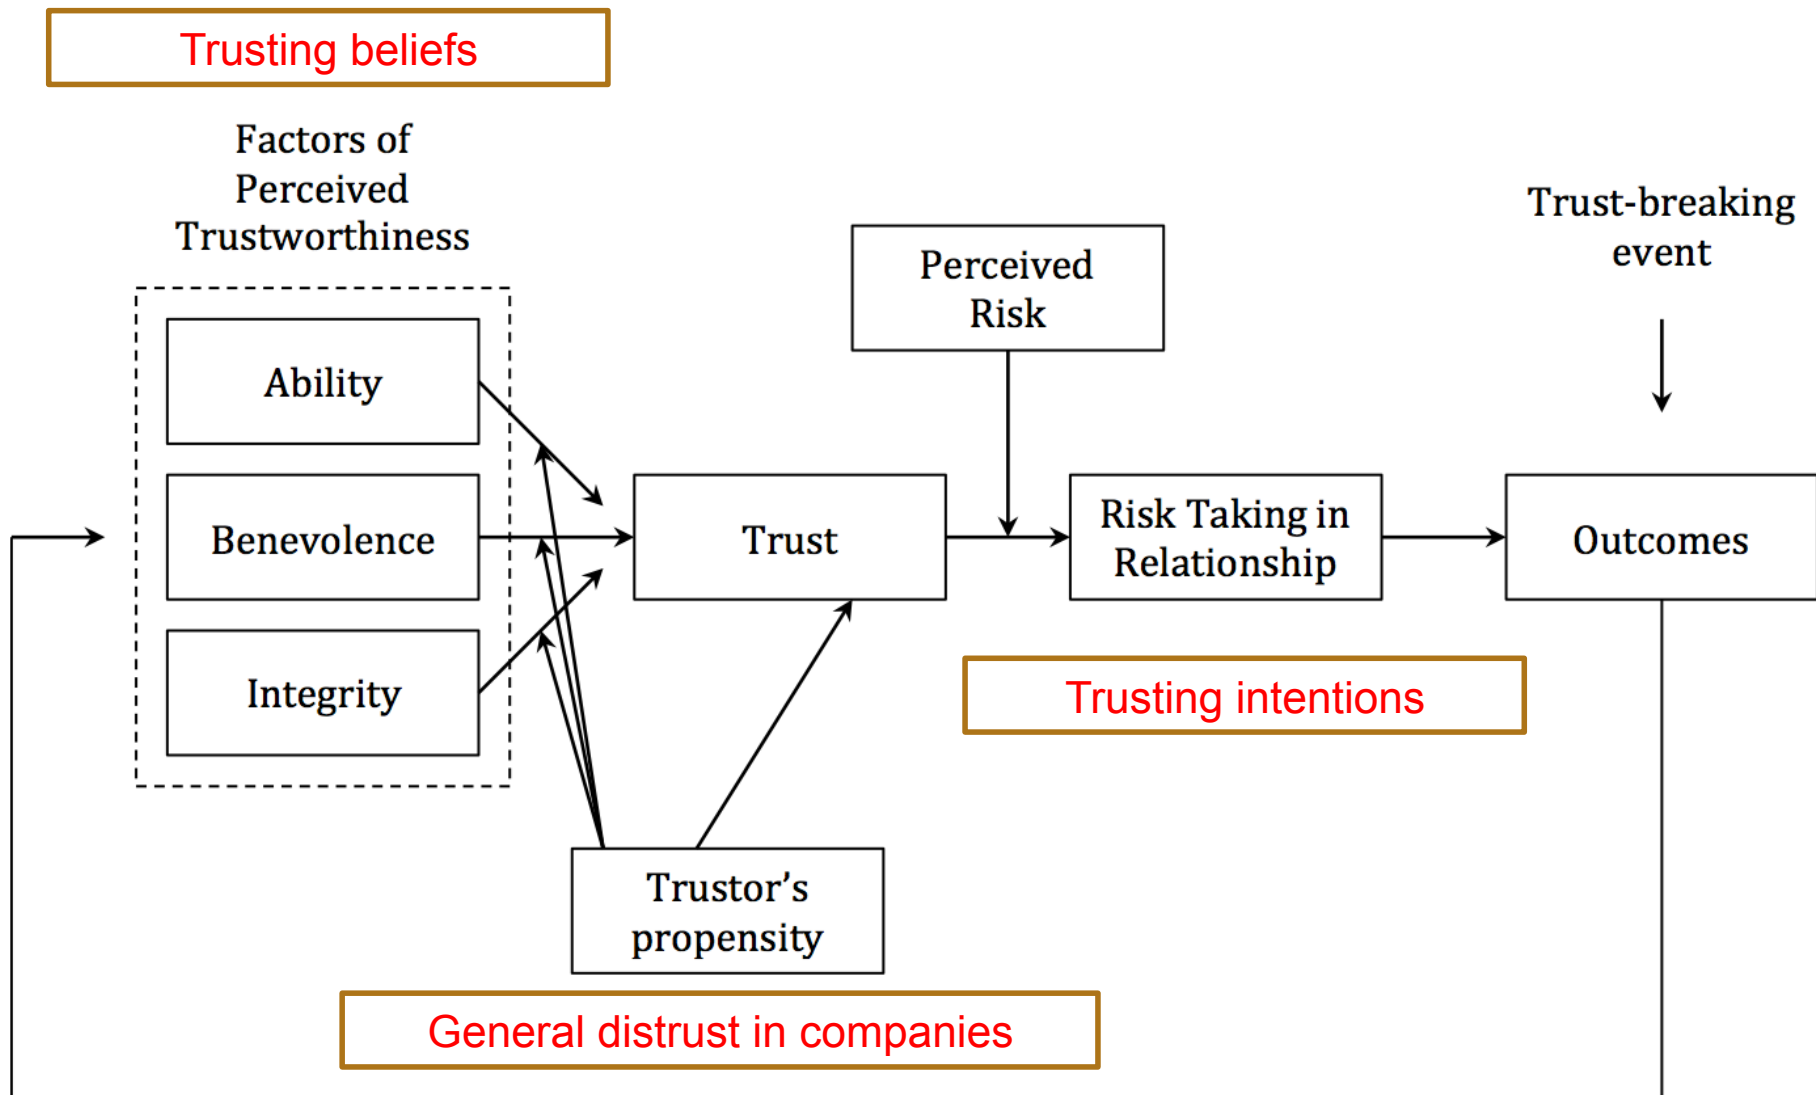 Trusting beliefs
Factors of
Perceived
Trustworthiness
Trust-breaking
event
Perceived
Risk
Ability
Benevolence
Trust
Risk Taking in
Relationship
Outcomes
Integrity
Trusting intentions
Trustor’s
propensity
General distrust in companies